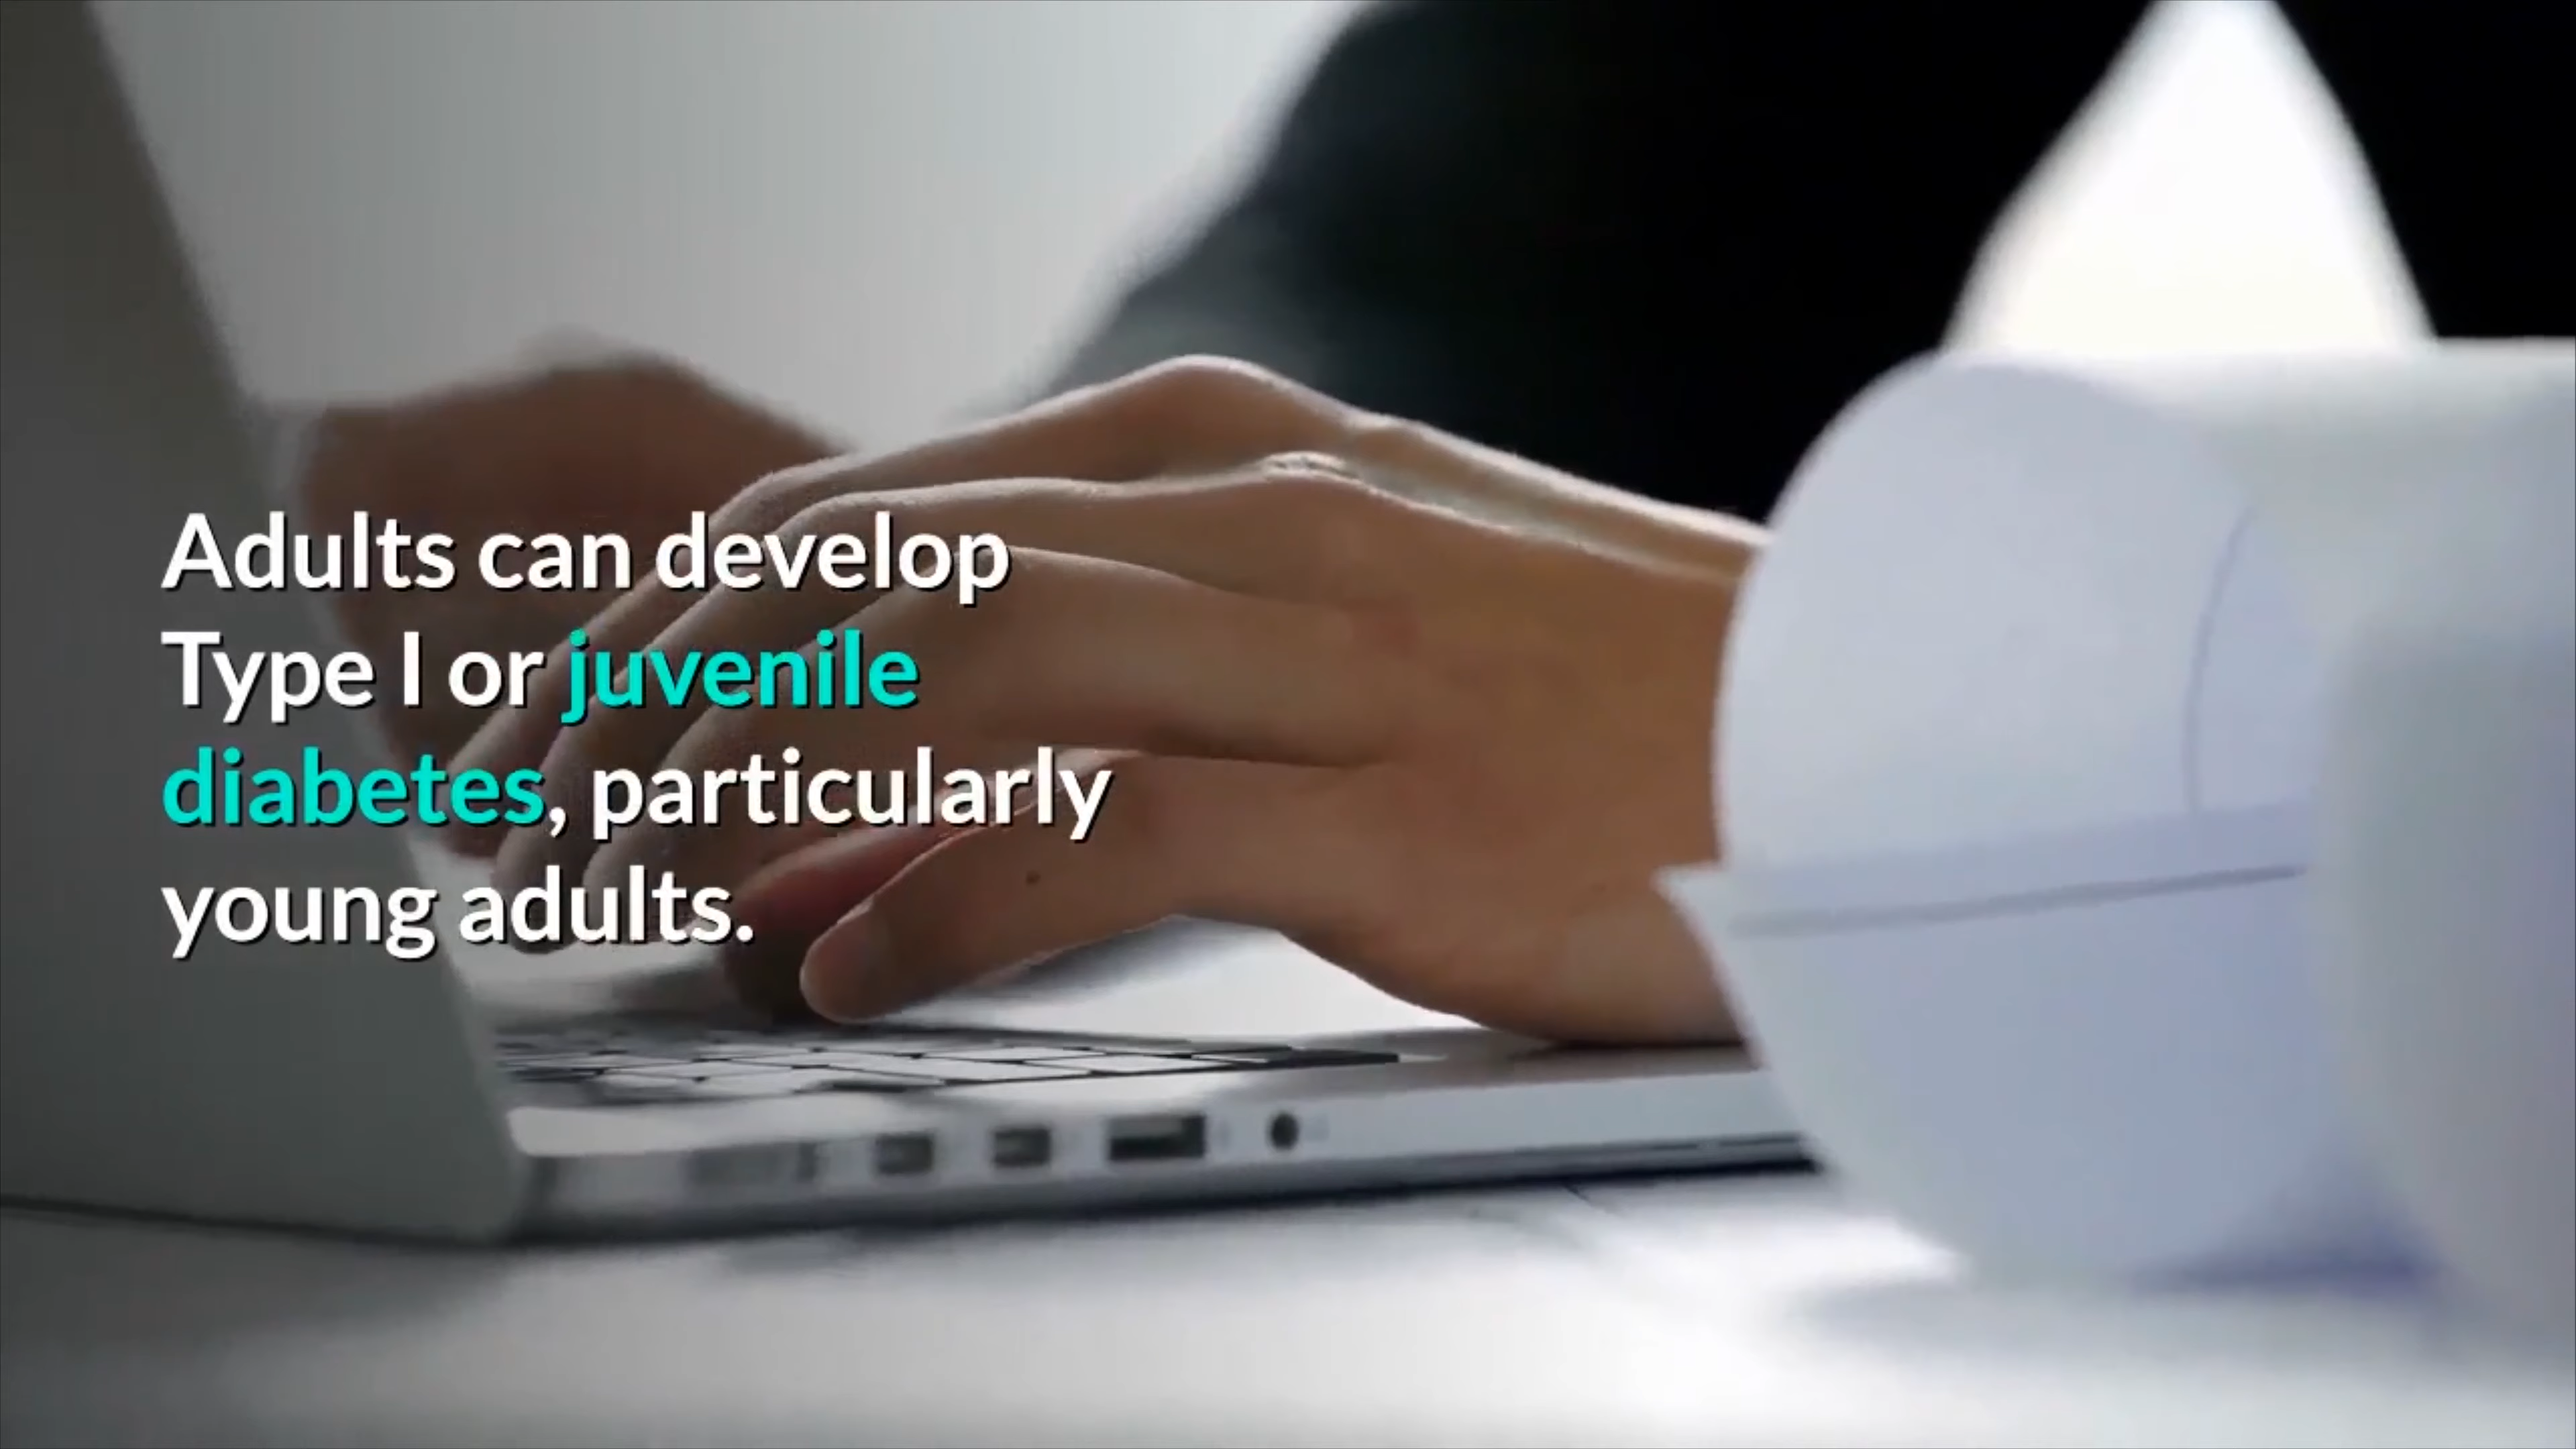 Adults can develop
Type I or juvenile
diabetes, particularly
young adults.